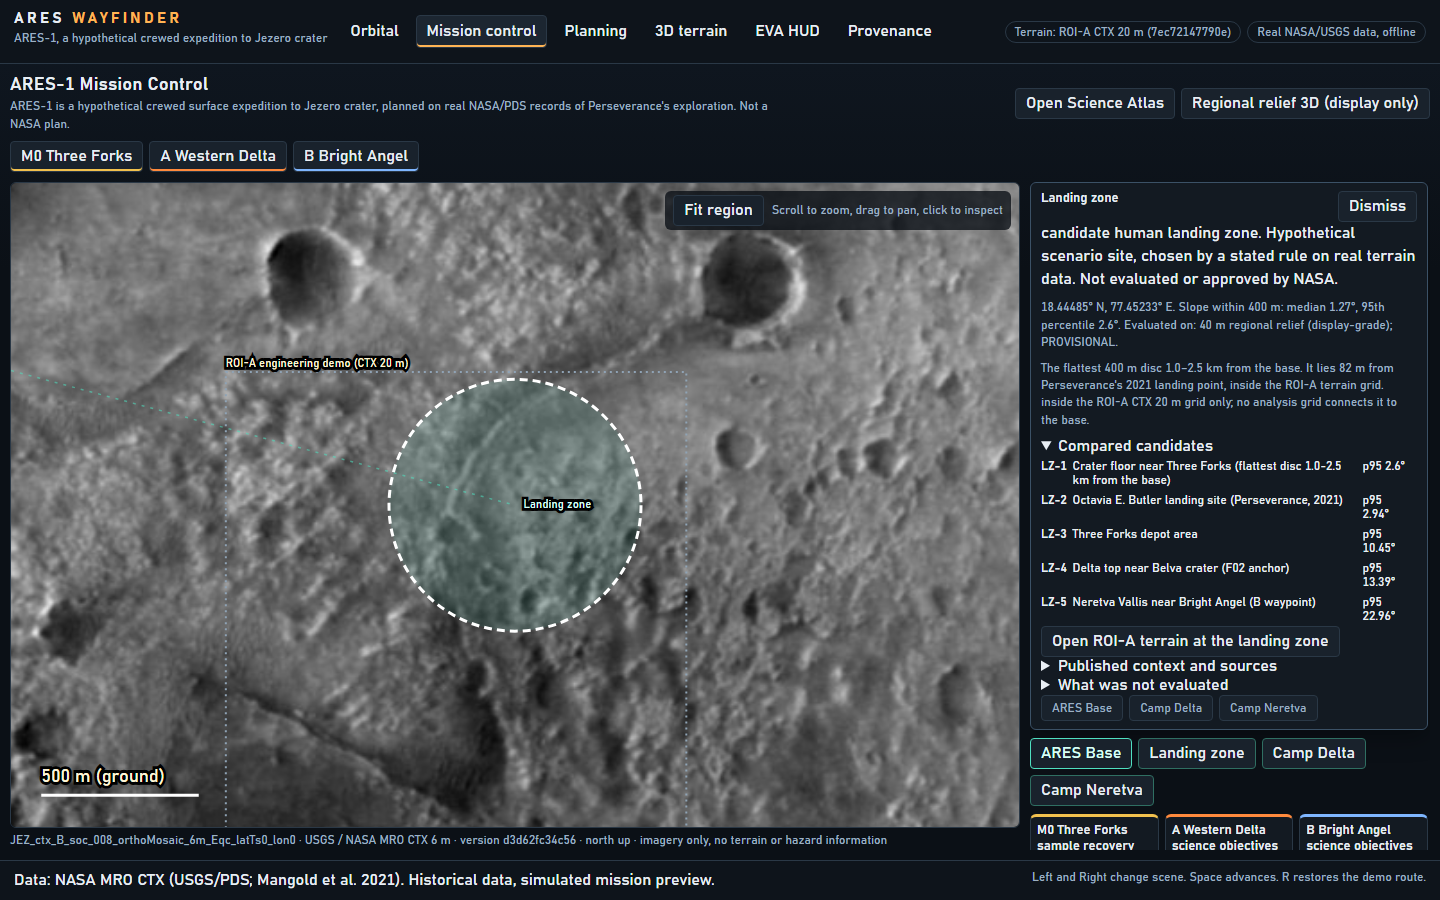 ARES WAYFINDER
ARES-1, a hypothetical crewed expedition to Jezero crater
Orbital
Mission control
Planning
3D terrain
EVA HUD
Provenance
Terrain: ROI-A CTX 20 m (7ec72147790e)
Real NASA/USGS data, offline
ARES-1 Mission Control
ARES-1 is a hypothetical crewed surface expedition to Jezero crater, planned on real NASA/PDS records of Perseverance's exploration. Not a
NASA plan.
Open Science Atlas
Regional relief 3D (display only)
M0 Three Forks
A Western Delta
B Bright Angel
Fit region
Scroll to zoom, drag to pan, click to inspect
ROI-A engineering demo (CTX 20 m)
Landing zone
500 m (ground)
JEZ_ctx_B_soc_008_orthoMosaic_6m_Eqc_latTs0_lon0 · USGS / NASA MRO CTX 6 m · version d3d62fc34c56 · north up · imagery only, no terrain or hazard information
Landing zone
Dismiss
candidate human landing zone. Hypothetical
scenario site, chosen by a stated rule on real terrain
data. Not evaluated or approved by NASA.
18.44485° N, 77.45233° E. Slope within 400 m: median 1.27°, 95th
percentile 2.6°. Evaluated on: 40 m regional relief (display-grade);
PROVISIONAL.
The flattest 400 m disc 1.0–2.5 km from the base. It lies 82 m from
Perseverance's 2021 landing point, inside the ROI-A terrain grid.
inside the ROI-A CTX 20 m grid only; no analysis grid connects it to
the base.
▼ Compared candidates
LZ-1 Crater floor near Three Forks (flattest disc 1.0–2.5 p95 2.6°
km from the base)
LZ-2 Octavia E. Butler landing site (Perseverance, 2021) p95
2.94°
LZ-3 Three Forks depot area p95
10.45°
LZ-4 Delta top near Belva crater (F02 anchor) p95
13.39°
LZ-5 Neretva Vallis near Bright Angel (B waypoint) p95
22.96°
Open ROI-A terrain at the landing zone
▶ Published context and sources
▶ What was not evaluated
ARES Base
Camp Delta
Camp Neretva
ARES Base
Landing zone
Camp Delta
Camp Neretva
M0 Three Forks
sample recovery
A Western Delta
science objectives
B Bright Angel
science objectives
Data: NASA MRO CTX (USGS/PDS; Mangold et al. 2021). Historical data, simulated mission preview.
Left and Right change scene. Space advances. R restores the demo route.